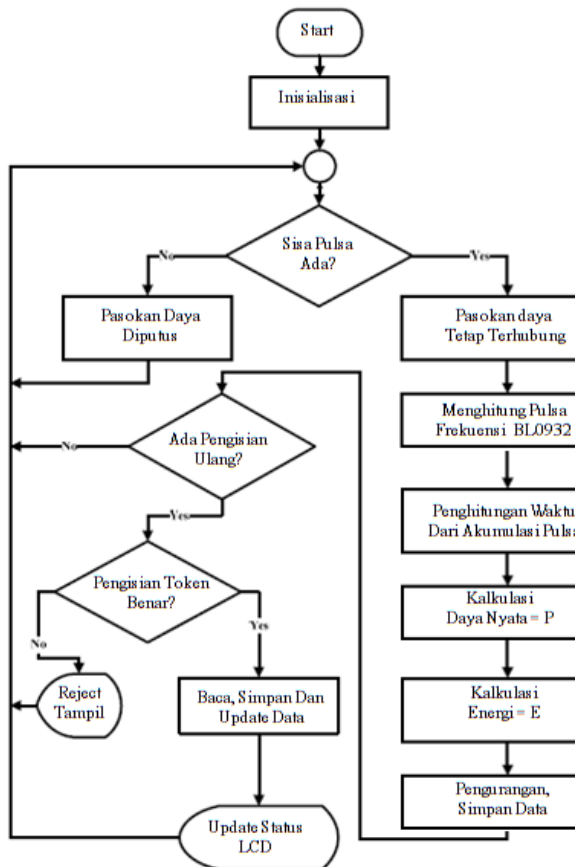 Start
Inisialisasi
Sisa Pulsa
Ada?
No
Yes
Pasokan Daya
Diputus
Pasokan daya
Tetap Terhubung
Menghitung Pulsa
Frekuensi BL0932
Ada Pengisian
Ulang?
No
Yes
Penghitungan Waktu
Dari Akumulasi Pulsa
Pengisian Token
Benar?
No
Yes
Kalkulasi
Daya Nyata = P
Reject
Tampil
Baca, Simpan Dan
Update Data
Kalkulasi
Energi = E
Pengurangan,
Simpan Data
Update Status
LCD